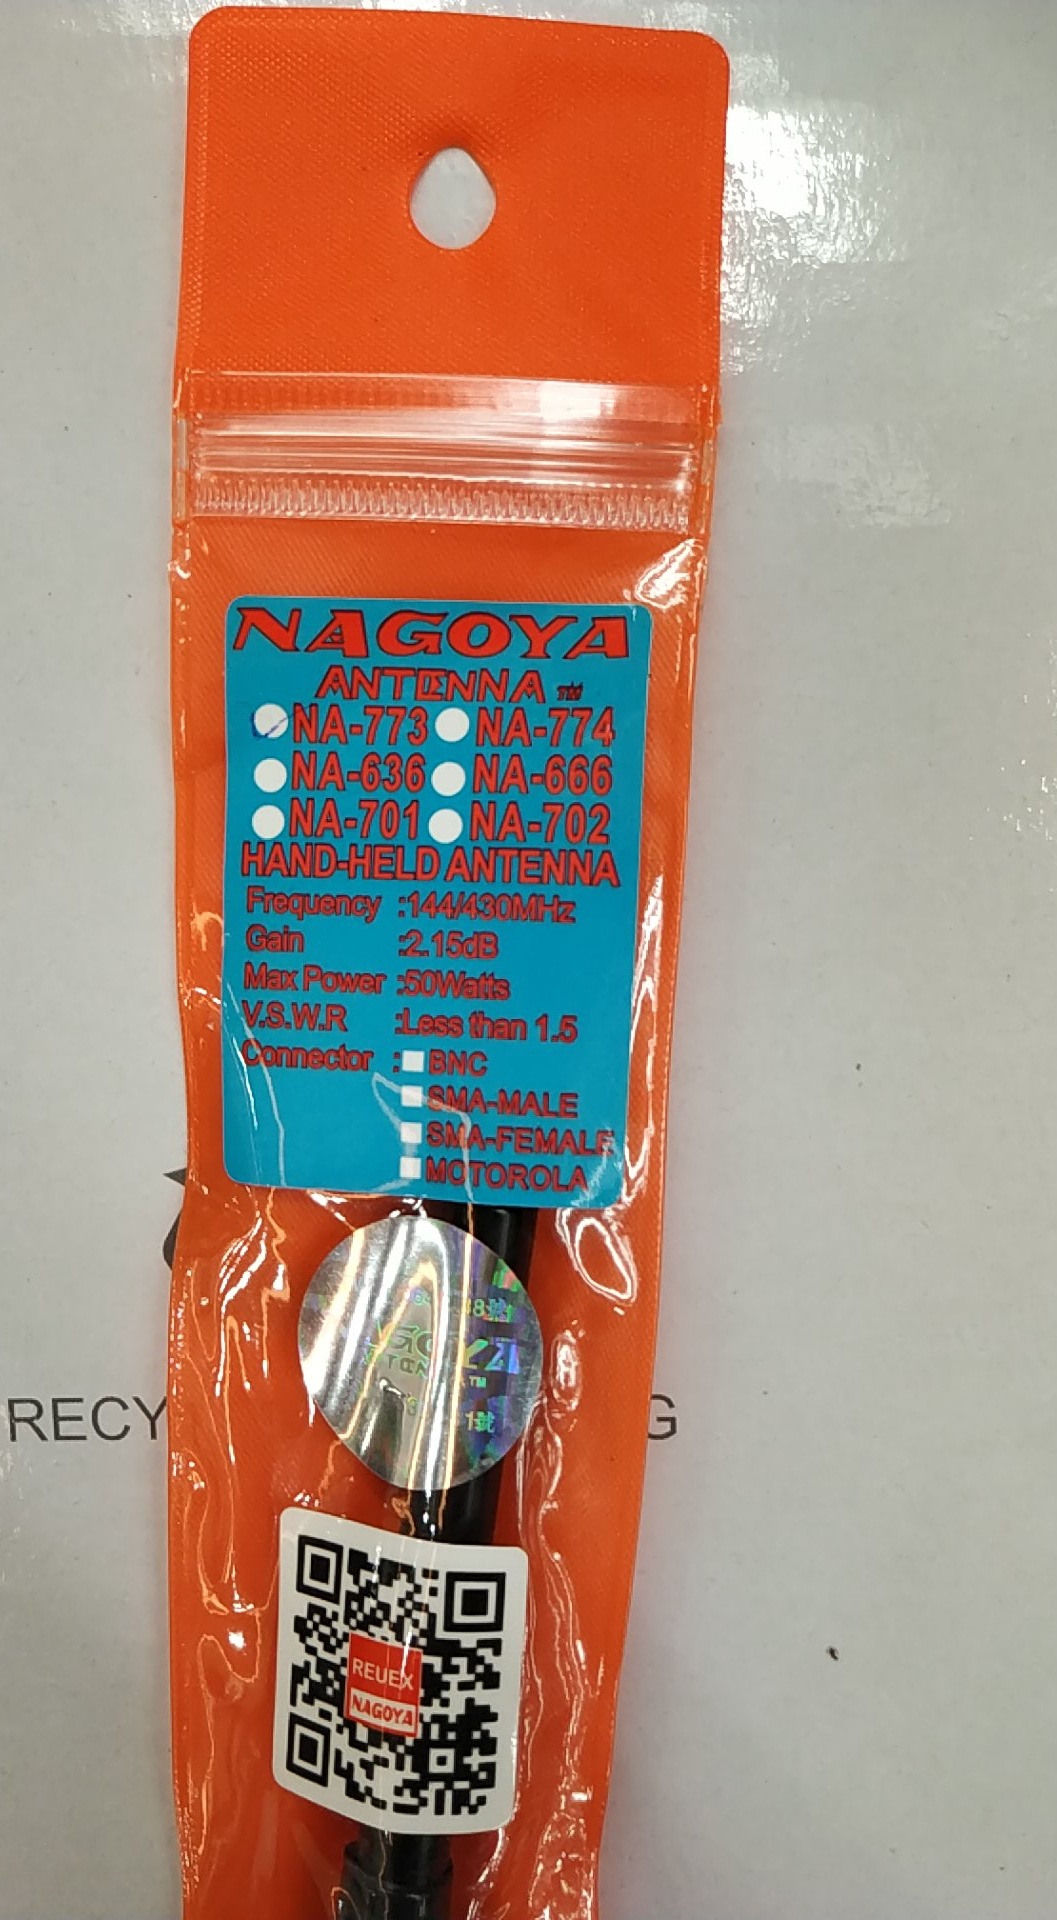 NAGOYA
ANTENNA ™
NA-773 NA-774
NA-636 NA-666
NA-701 NA-702
HAND-HELD ANTENNA
Frequency :144/430MHz
Gain :2.15dB
Max Power :50Watts
V.S.W.R :Less than 1.5
Connector : BNC
SMA-MALE
SMA-FEMALE
MOTOROLA
REUEX
NAGOYA